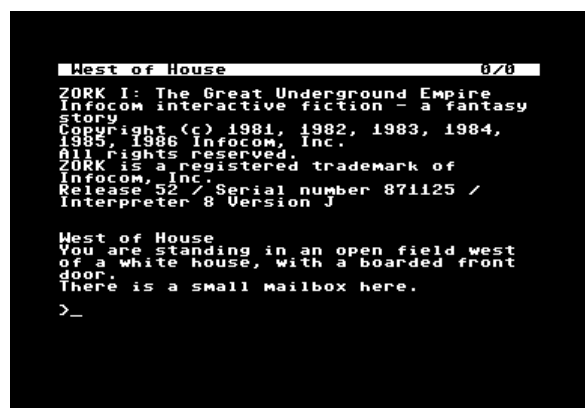 West of House 0/0
ZORK I: The Great Underground Empire
Infocom interactive fiction - a fantasy
story
Copyright (c) 1981, 1982, 1983, 1984,
1985, 1986 Infocom, Inc.
All rights reserved.
ZORK is a registered trademark of
Infocom, Inc.
Release 52 / Serial number 871125 /
Interpreter 8 Version J
West of House
You are standing in an open field west
of a white house, with a boarded front
door.
There is a small mailbox here.
>_